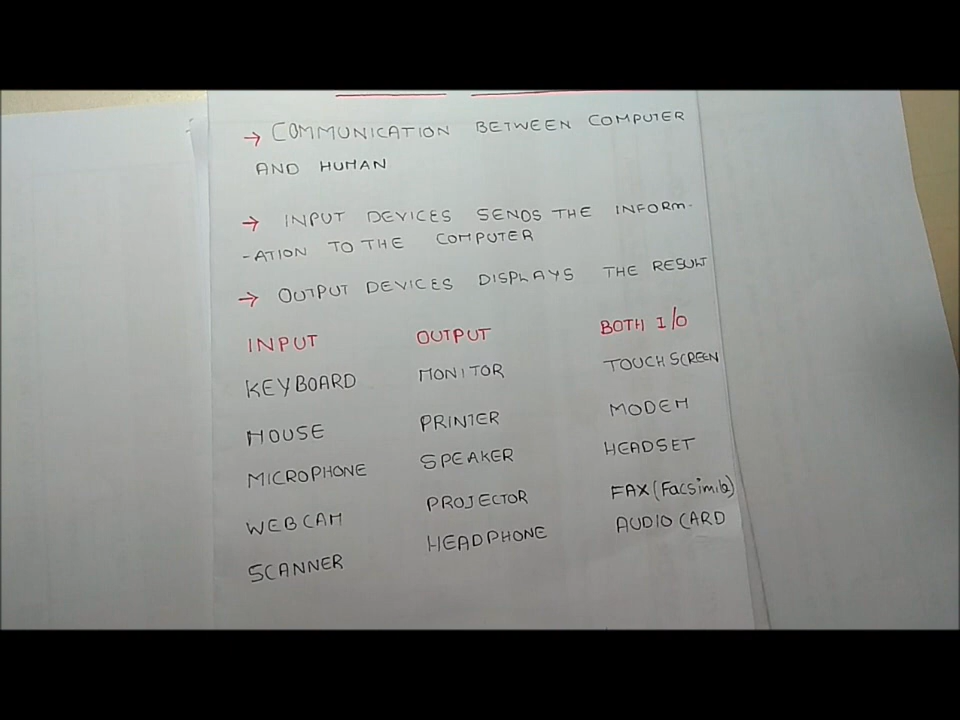 → COMMUNICATION BETWEEN COMPUTER
AND HUMAN
→ INPUT DEVICES SENDS THE INFORM-
-ATION TO THE COMPUTER
→ OUTPUT DEVICES DISPLAYS THE RESULT
INPUT OUTPUT BOTH I/O
KEYBOARD MONITOR TOUCH SCREEN
MOUSE PRINTER MODEM
MICROPHONE SPEAKER HEADSET
WEBCAM PROJECTOR FAX (Facsimile)
SCANNER HEADPHONE AUDIO CARD